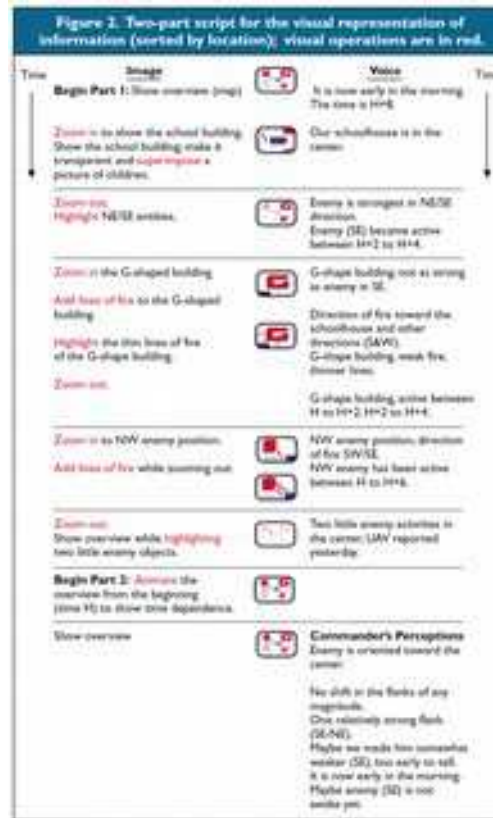 Figure 2. Two-part script for the visual representation of
information (sorted by location); visual operations are in red.
Time
Image
Voice
Tim
Begin Part 1: Show overview (map)
It is now early in the morning.
The time is H+8.
Zoom in to show the school building.
Show the school building, make it
transparent and superimpose a
picture of children.
Our schoolhouse is in the
center.
Zoom out.
Highlight NE/SE entities.
Enemy is strongest in NE/SE
direction.
Enemy (SE) became active
between H+2 to H+4.
Zoom in the G-shaped building
Add lines of fire to the G-shaped
building.
Highlight the thin lines of fire
of the G-shape building.
Zoom out.
G-shape building not as strong
as enemy in SE.
Direction of fire toward the
schoolhouse and other
directions (S&W).
G-shape building, weak fire,
thinner lines.
G-shape building, active between
H to H+2, H+2 to H+4.
Zoom in to NW enemy position.
Add lines of fire while zooming out
NW enemy position, direction
of fire SW/SE.
NW enemy has been active
between H to H+6.
Zoom out.
Show overview while highlighting
two little enemy objects.
Two little enemy activities in
the center, UAV reported
yesterday.
Begin Part 2: Animate the
overview from the beginning
(time H) to show time dependence.
Show overview
Commander's Perceptions
Enemy is oriented toward the
center.
No shift in the flanks of any
magnitude.
One relatively strong flank
(SE/NE).
Maybe we made him somewhat
weaker (SE), too early to tell.
It is now early in the morning.
Maybe enemy (SE) is not
awake yet.